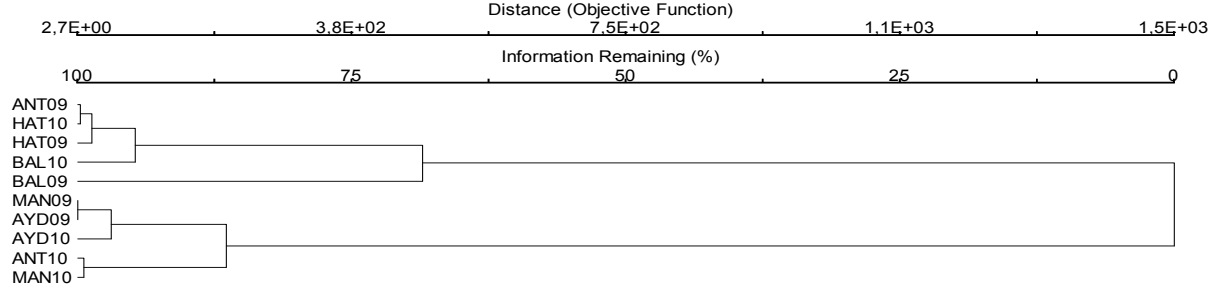 Distance (Objective Function)
2,7E+00 3,8E+02 7,5E+02 1,1E+03 1,5E+03
Information Remaining (%)
100 75 50 25 0
ANT09
HAT10
HAT09
BAL10
BAL09
MAN09
AYD09
AYD10
ANT10
MAN10